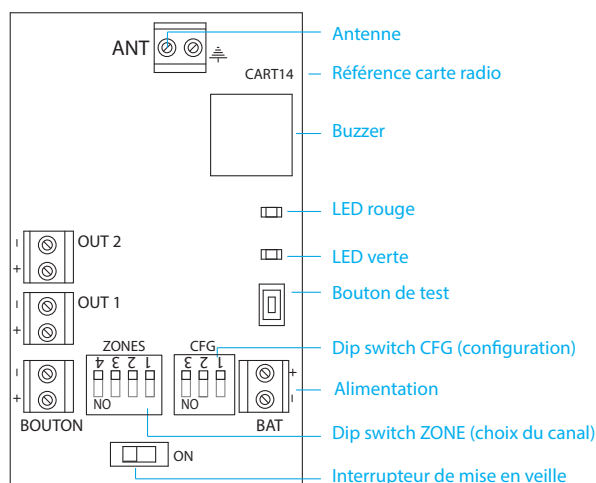 Antenne
ANT
CART14
Référence carte radio
Buzzer
LED rouge
- OUT 2
+
LED verte
Bouton de test
- OUT 1
+
ZONES
CFG
Dip switch CFG (configuration)
4 3 2 1
3 2 1
-
+
+
-
Alimentation
NO
NO
BOUTON
BAT
Dip switch ZONE (choix du canal)
ON
Interrupteur de mise en veille